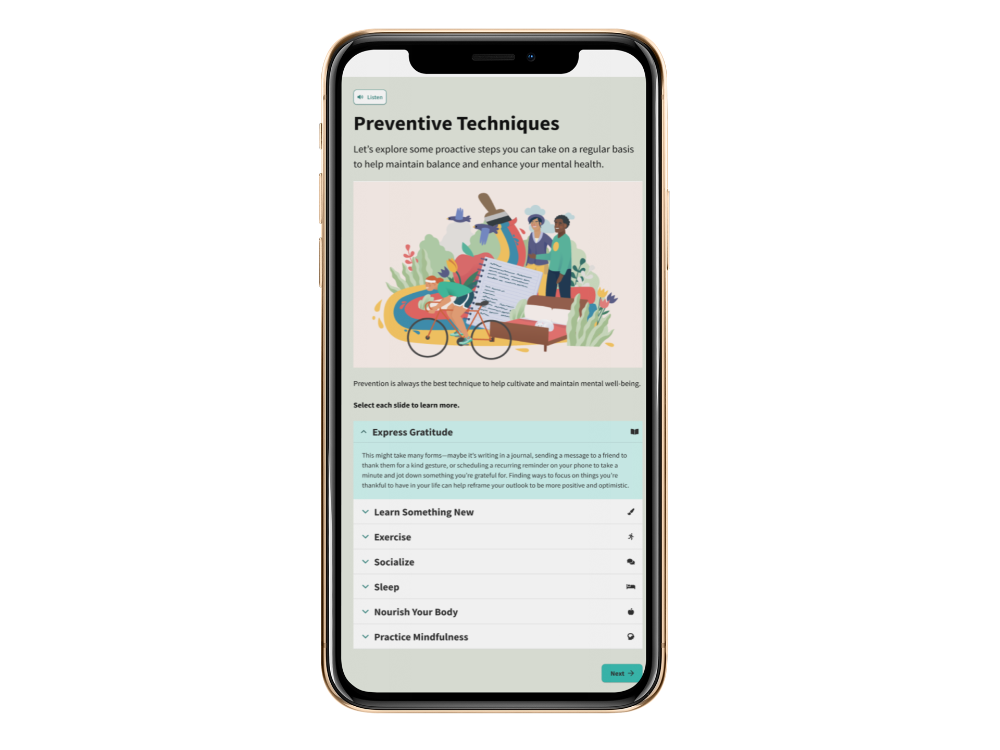 Listen
Preventive Techniques
Let’s explore some proactive steps you can take on a regular basis
to help maintain balance and enhance your mental health.
Prevention is always the best technique to help cultivate and maintain mental well-being.
Select each slide to learn more.
Express Gratitude
This might take many forms—maybe it’s writing in a journal, sending a message to a friend to
thank them for a kind gesture, or scheduling a recurring reminder on your phone to take a
minute and jot down something you’re grateful for. Finding ways to focus on things you’re
thankful to have in your life can help reframe your outlook to be more positive and optimistic.
Learn Something New
Exercise
Socialize
Sleep
Nourish Your Body
Practice Mindfulness
Next